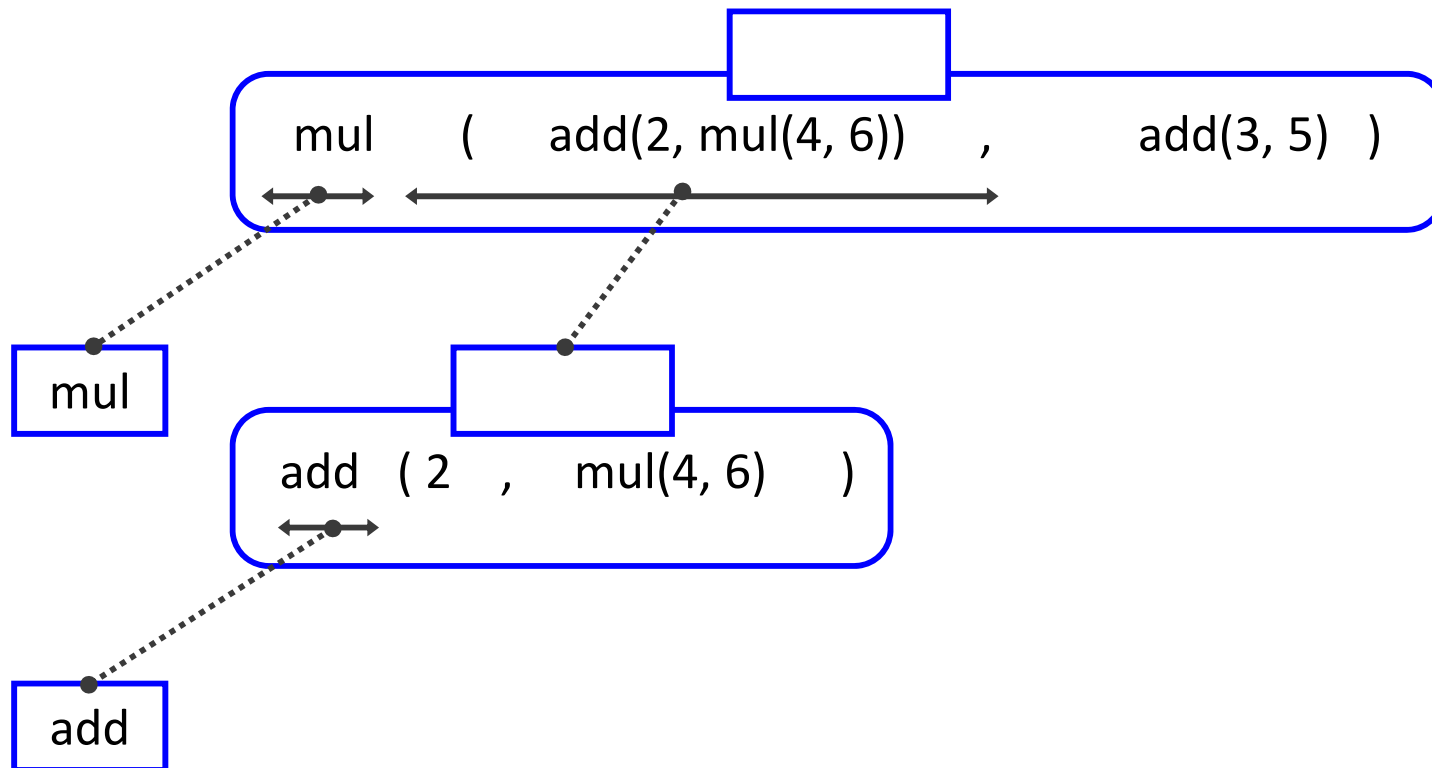 mul ( add(2, mul(4, 6)) , add(3, 5) )
mul
add ( 2 , mul(4, 6) )
add